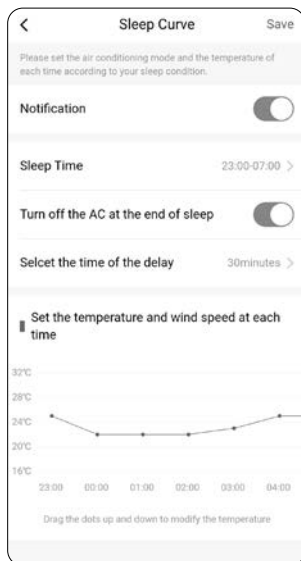 Sleep Curve Save
Please set the air conditioning mode and the temperature of
each time according to your sleep condition.
Notification
Sleep Time 23:00-07:00 >
Turn off the AC at the end of sleep
Selcet the time of the delay 30minutes >
Set the temperature and wind speed at each
time
32°C
28°C
24°C
20°C
16°C
23:00 00:00 01:00 02:00 03:00 04:00
Drag the dots up and down to modify the temperature